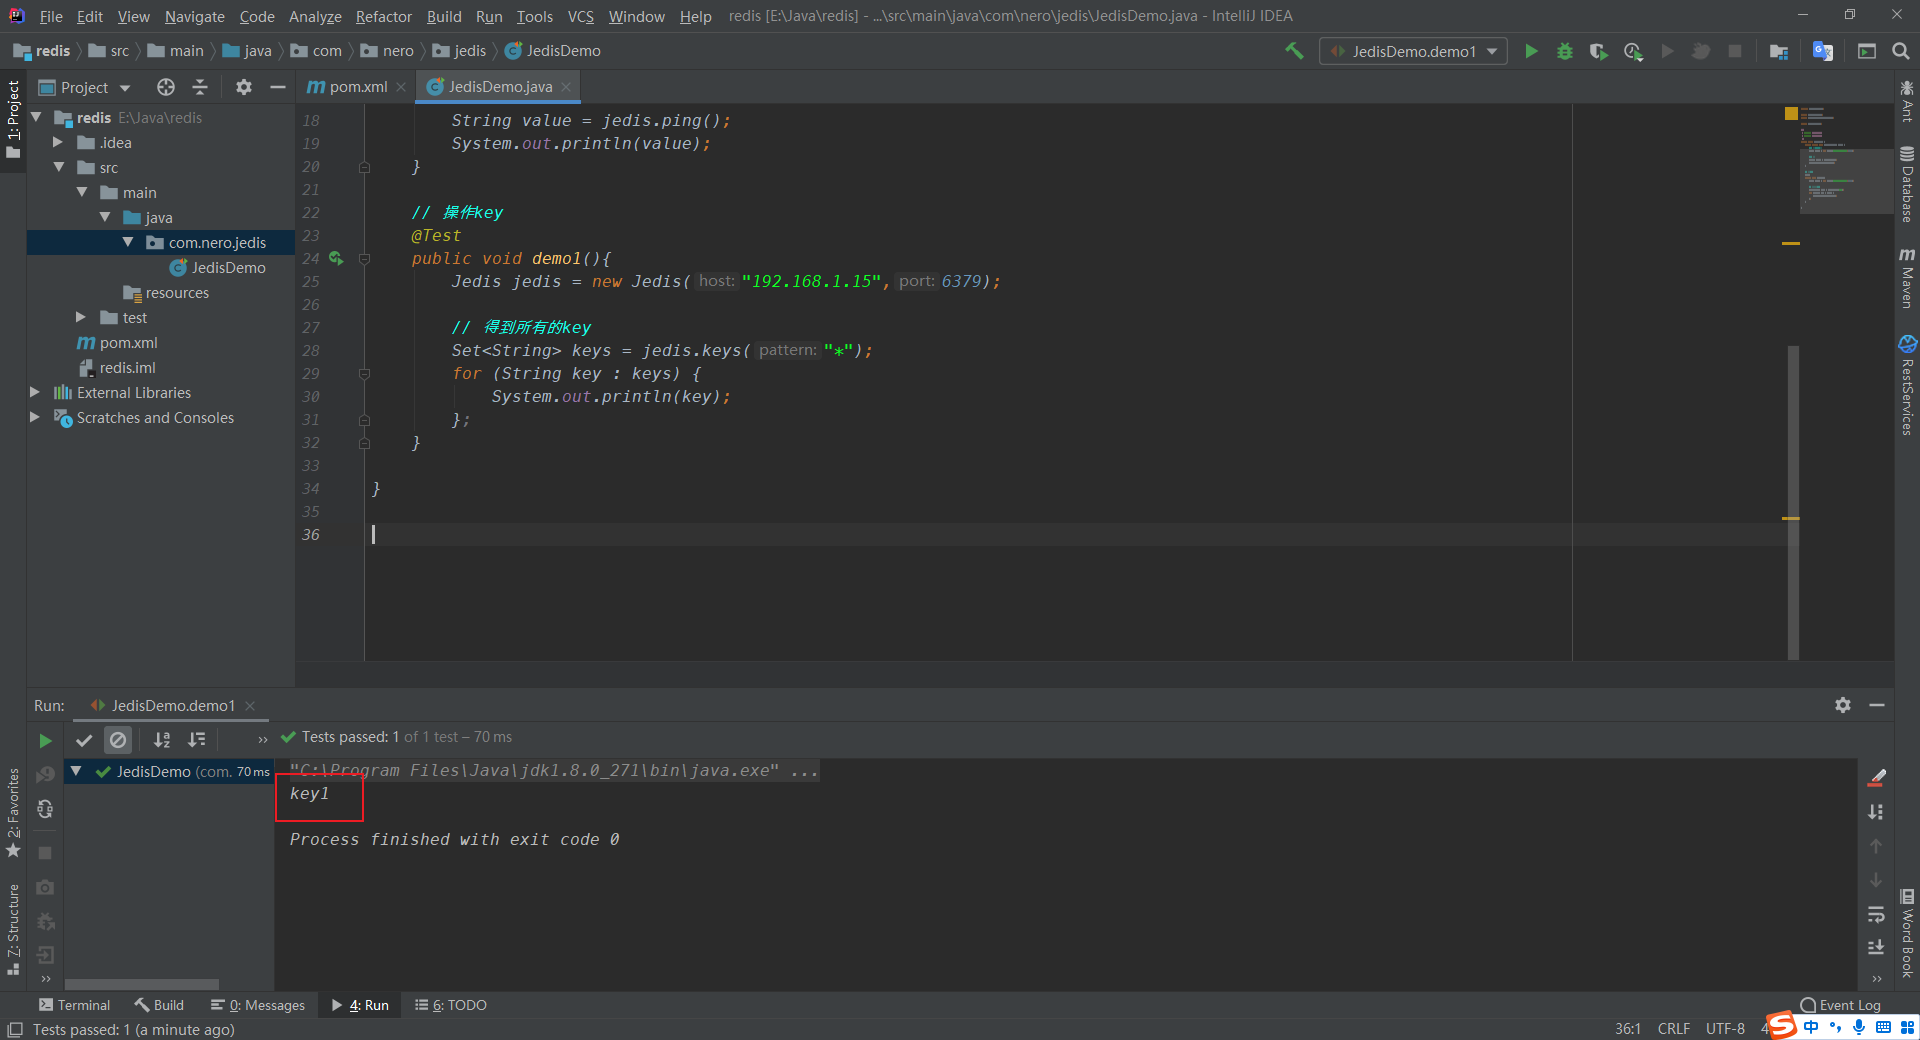 File Edit View Navigate Code Analyze Refactor Build Run Tools VCS Window Help redis [E:\Java\redis] - ...\src\main\java\com\nero\jedis\JedisDemo.java - IntelliJ IDEA
redis src main java com nero jedis JedisDemo JedisDemo.demo1
1: Project
Project
pom.xml JedisDemo.java
redis E:\Java\redis
.idea
src
main
java
com.nero.jedis
JedisDemo
resources
test
pom.xml
redis.iml
External Libraries
Scratches and Consoles
18 String value = jedis.ping();
19 System.out.println(value);
20 }
21
22 // 操作key
23 @Test
24 public void demo1(){
25 Jedis jedis = new Jedis( host: "192.168.1.15", port: 6379);
26
27 // 得到所有的key
28 Set<String> keys = jedis.keys( pattern: "*");
29 for (String key : keys) {
30 System.out.println(key);
31 };
32 }
33
34 }
35
36
Ant
Database
Maven
RestServices
Word Book
Run: JedisDemo.demo1
Tests passed: 1 of 1 test – 70 ms
JedisDemo (com. 70 ms
"C:\Program Files\Java\jdk1.8.0_271\bin\java.exe" ...
key1
Process finished with exit code 0
2: Favorites
7: Structure
Terminal Build 0: Messages 4: Run 6: TODO Event Log
Tests passed: 1 (a minute ago) 36:1 CRLF UTF-8 4
中